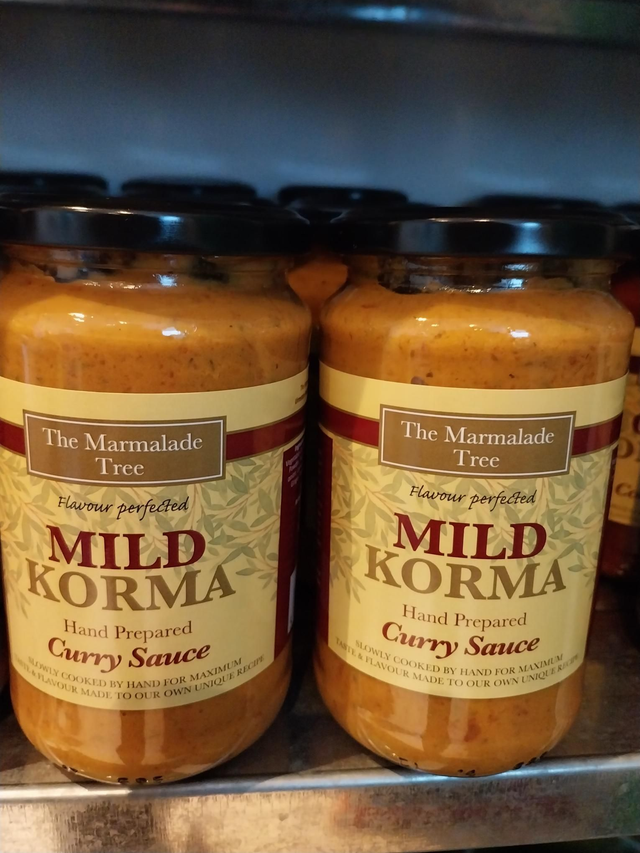 The Marmalade
Tree
Flavour perfected
MILD
KORMA
Hand Prepared
Curry Sauce
SLOWLY COOKED BY HAND FOR MAXIMUM
& FLAVOUR MADE TO OUR OWN UNIQUE RECIPE
The Marmalade
Tree
Flavour perfected
MILD
KORMA
Hand Prepared
Curry Sauce
SLOWLY COOKED BY HAND FOR MAXIMUM
TASTE & FLAVOUR MADE TO OUR OWN UNIQUE RECIPE